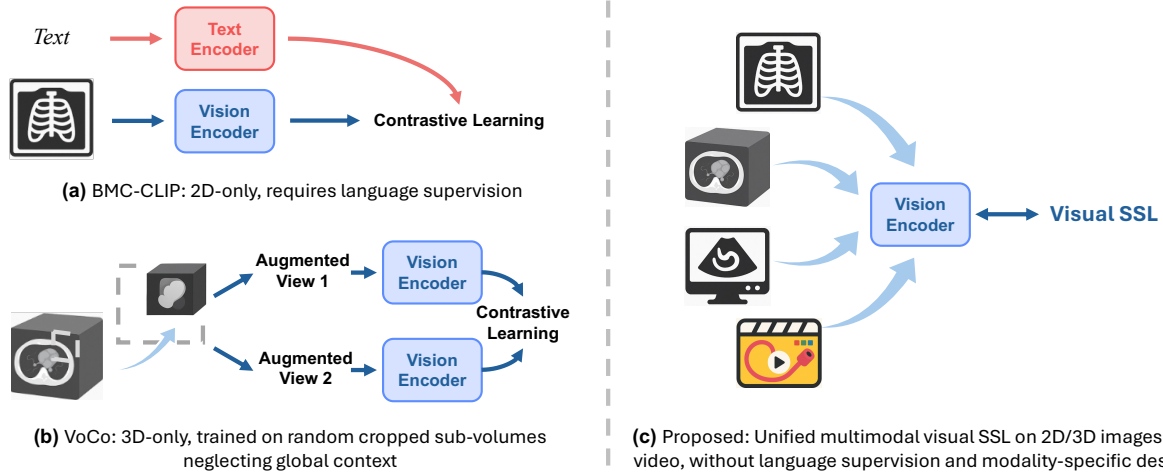 Text
Text
Encoder
Vision
Encoder
Contrastive Learning
(a) BMC-CLIP: 2D-only, requires language supervision
Augmented
View 1
Vision
Encoder
Contrastive
Learning
Augmented
View 2
Vision
Encoder
(b) VoCo: 3D-only, trained on random cropped sub-volumes
neglecting global context
Vision
Encoder
Visual SSL
(c) Proposed: Unified multimodal visual SSL on 2D/3D images
video, without language supervision and modality-specific des